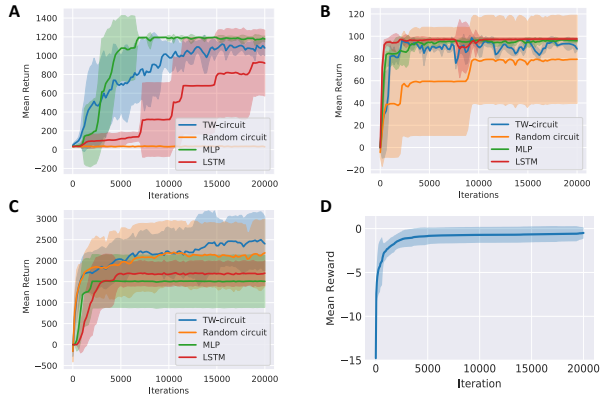 A
1400
1200
1000
800
600
400
200
0
−200
Mean Return
TW-circuit
Random circuit
MLP
LSTM
0 5000 10000 15000 20000
Iterations
B
120
100
80
60
40
20
0
−20
Mean Return
TW-circuit
Random circuit
MLP
LSTM
0 5000 10000 15000 20000
Iterations
C
3000
2500
2000
1500
1000
500
0
−500
Mean Return
TW-circuit
Random circuit
MLP
LSTM
0 5000 10000 15000 20000
Iterations
D
0
−5
−10
−15
Mean Reward
0 5000 10000 15000 20000
Iteration